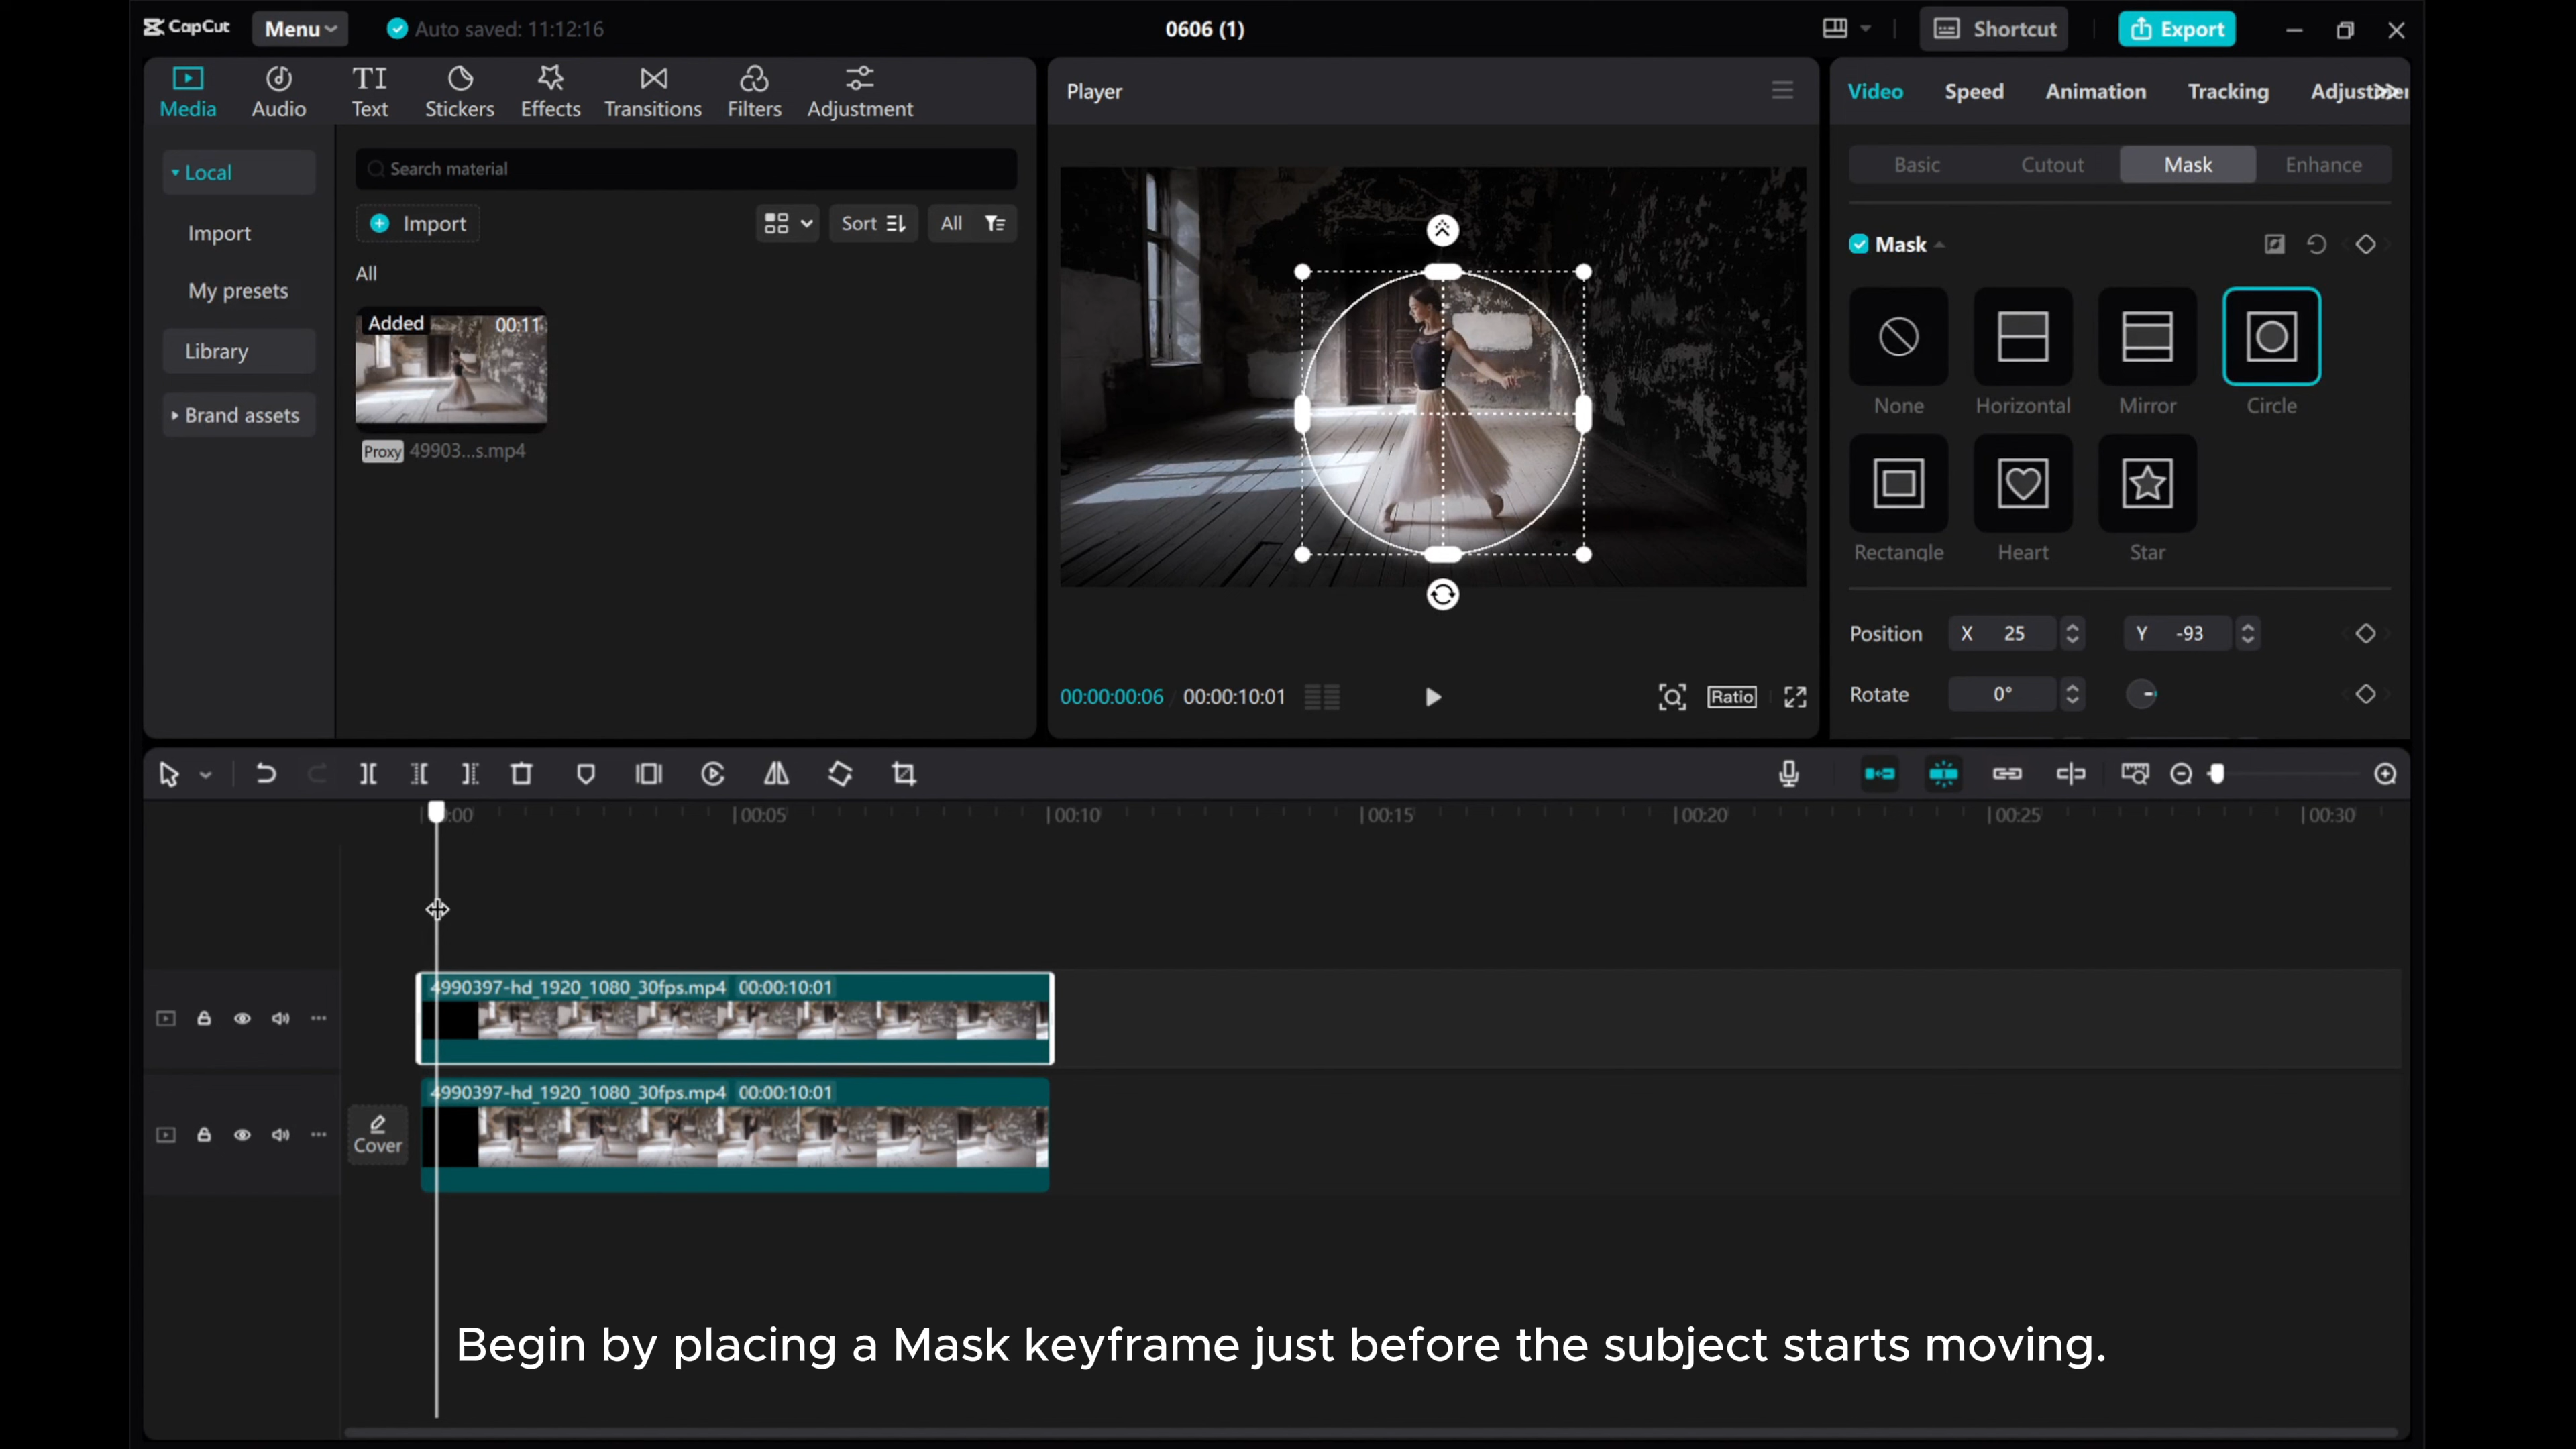 CapCut
Menu
Auto saved: 11:12:16
0606 (1)
Shortcut
Export
Media
Audio
TI
Text
Stickers
Effects
Transitions
Filters
Adjustment
Local
Import
My presets
Library
Brand assets
Search material
Import
Sort
All
All
Added
00:11
Proxy
49903...s.mp4
Player
00:00:00:06
00:00:10:01
Ratio
Video
Speed
Animation
Tracking
Basic
Cutout
Mask
Enhance
Mask
None
Horizontal
Mirror
Circle
Rectangle
Heart
Star
Position
X 25
Y -93
Rotate
0°
00:05
00:10
00:15
00:20
00:25
00:30
4990397-hd_1920_1080_30fps.mp4 00:00:10:01
4990397-hd_1920_1080_30fps.mp4 00:00:10:01
Cover
Begin by placing a Mask keyframe just before the subject starts moving.